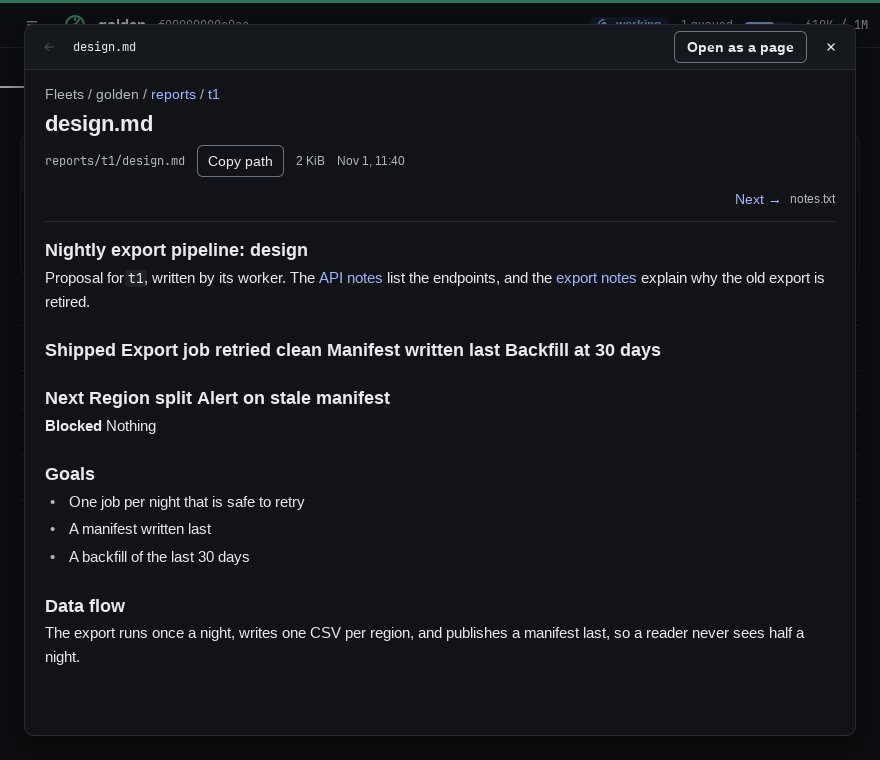 golden
working 1 queued / 1M
design.md
Open as a page ×
Fleets / golden / reports / t1
design.md
reports/t1/design.md Copy path 2 KiB Nov 1, 11:40
Next → notes.txt
Nightly export pipeline: design
Proposal for t1, written by its worker. The API notes list the endpoints, and the export notes explain why the old export is
retired.
Shipped Export job retried clean Manifest written last Backfill at 30 days
Next Region split Alert on stale manifest
Blocked Nothing
Goals
• One job per night that is safe to retry
• A manifest written last
• A backfill of the last 30 days
Data flow
The export runs once a night, writes one CSV per region, and publishes a manifest last, so a reader never sees half a
night.